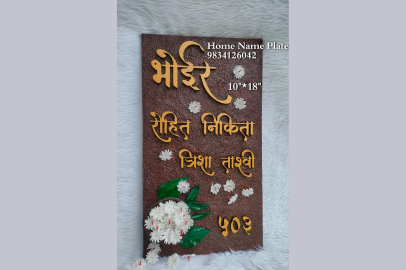 Home Name Plate
9834126042
भोईर
10"*18"
रोहित निकिता
त्रिशा ताश्वी
५०३